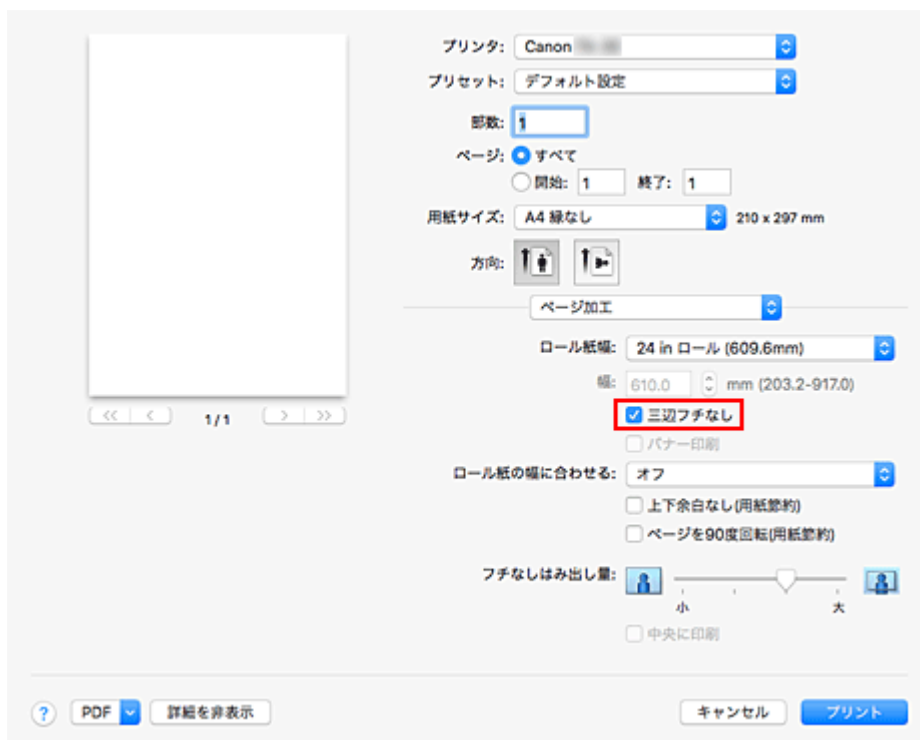 プリンタ: Canon
プリセット: デフォルト設定
部数: 1
ページ: すべて
開始: 1 終了: 1
用紙サイズ: A4 縁なし 210 x 297 mm
方向:
ページ加工
ロール紙幅: 24 in ロール (609.6mm)
幅: 610.0 mm (203.2-917.0)
<< < 1/1 > >>
三辺フチなし
バナー印刷
ロール紙の幅に合わせる: オフ
上下余白なし(用紙節約)
ページを90度回転(用紙節約)
フチなしはみ出し量:
小 大
中央に印刷
? PDF 詳細を非表示 キャンセル プリント